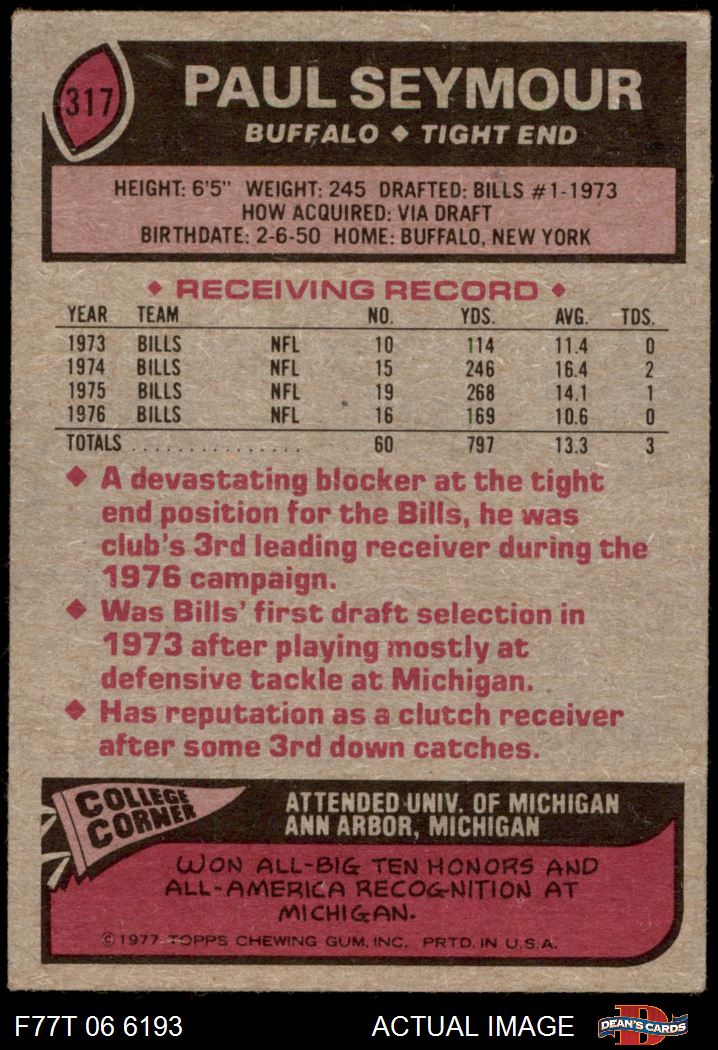 317
PAUL SEYMOUR
BUFFALO ◆ TIGHT END
HEIGHT: 6'5" WEIGHT: 245 DRAFTED: BILLS #1-1973
HOW ACQUIRED: VIA DRAFT
BIRTHDATE: 2-6-50 HOME: BUFFALO, NEW YORK
◆ RECEIVING RECORD ◆
YEAR TEAM NO. YDS. AVG. TDS.
1973 BILLS NFL 10 114 11.4 0
1974 BILLS NFL 15 246 16.4 2
1975 BILLS NFL 19 268 14.1 1
1976 BILLS NFL 16 169 10.6 0
TOTALS ............... 60 797 13.3 3
◆ A devastating blocker at the tight
end position for the Bills, he was
club's 3rd leading receiver during the
1976 campaign.
◆ Was Bills' first draft selection in
1973 after playing mostly at
defensive tackle at Michigan.
◆ Has reputation as a clutch receiver
after some 3rd down catches.
COLLEGE
CORNER
ATTENDED UNIV. OF MICHIGAN
ANN ARBOR, MICHIGAN
WON ALL-BIG TEN HONORS AND
ALL-AMERICA RECOGNITION AT
MICHIGAN.
©1977 TOPPS CHEWING GUM, INC. PRTD. IN U.S.A.
F77T 06 6193
ACTUAL IMAGE
D
DEAN'S CARDS